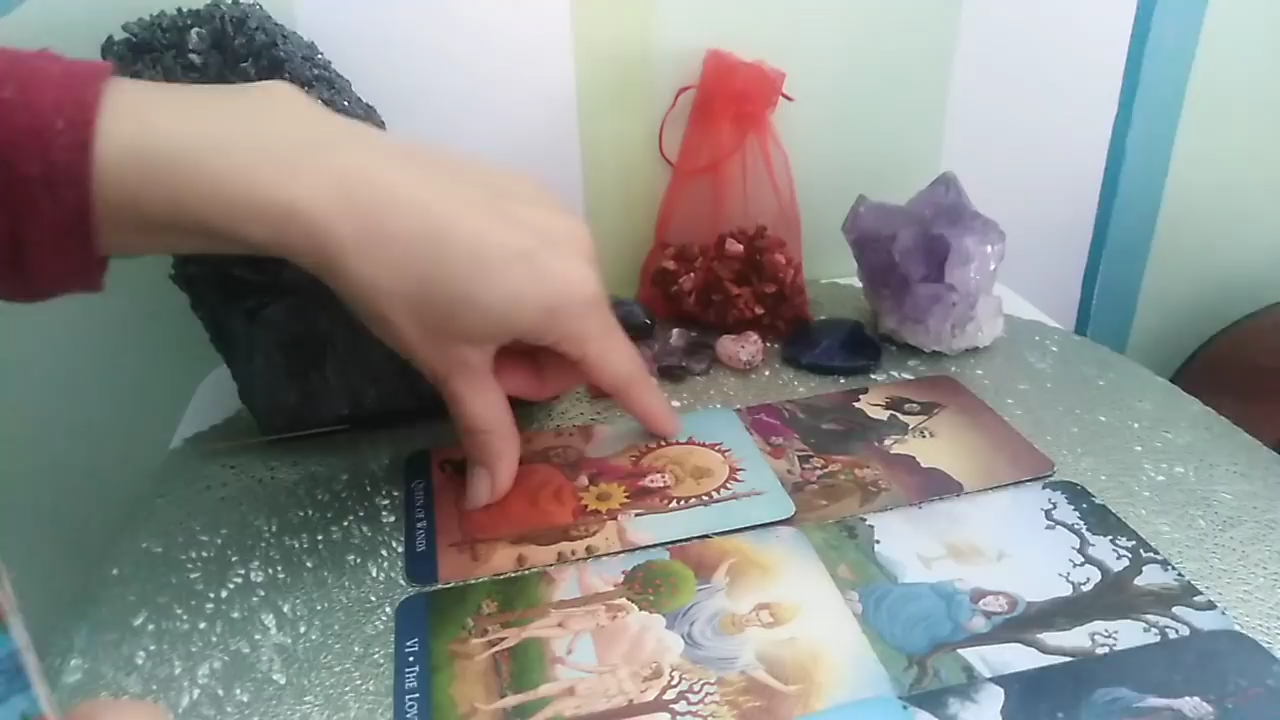 QUEEN OF WANDS
VI • THE LOV